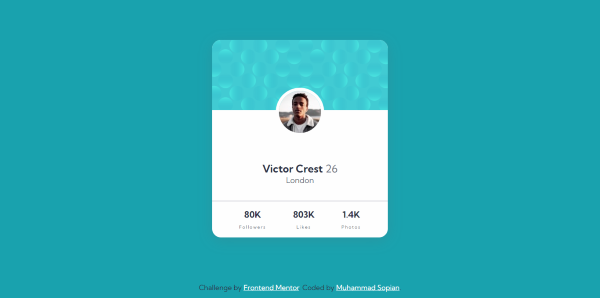 Victor Crest 26
London
80K 803K 1.4K
Followers Likes Photos
Challenge by Frontend Mentor. Coded by Muhammad Sopian